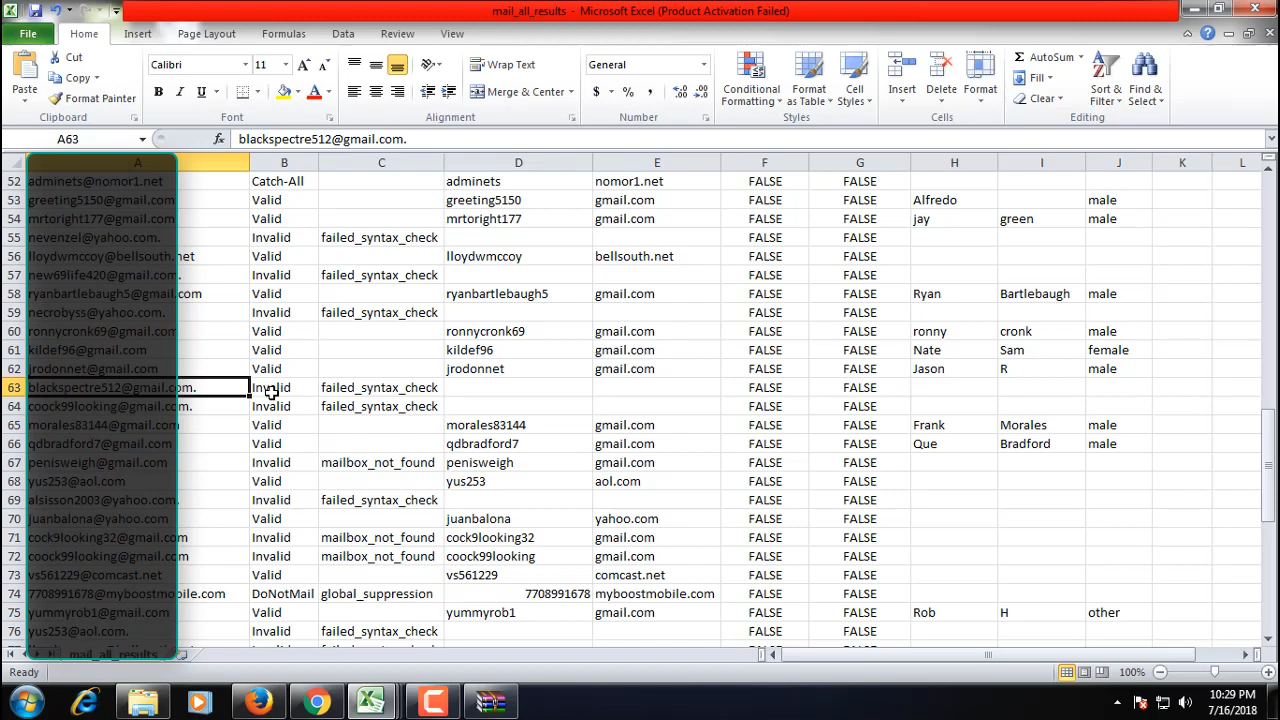 mail_all_results - Microsoft Excel (Product Activation Failed)
File Home Insert Page Layout Formulas Data Review View
Paste Cut Copy Format Painter Clipboard
Calibri 11 A A B I U A Font
Wrap Text Merge & Center Alignment
General $ % , Number
Conditional Formatting Format as Table Cell Styles Styles
Insert Delete Format Cells
Σ AutoSum Fill Clear Sort & Filter Find & Select Editing
A63 fx blackspectre512@gmail.com.
A B C D E F G H I J K L
52 adminets@nomor1.net Catch-All adminets nomor1.net FALSE FALSE
53 greeting5150@gmail.com Valid greeting5150 gmail.com FALSE FALSE Alfredo male
54 mrtoright177@gmail.com Valid mrtoright177 gmail.com FALSE FALSE jay green male
55 nevenzel@yahoo.com. Invalid failed_syntax_check FALSE FALSE
56 lloydwmccoy@bellsouth.net Valid lloydwmccoy bellsouth.net FALSE FALSE
57 new69life420@gmail.com. Invalid failed_syntax_check FALSE FALSE
58 ryanbartlebaugh5@gmail.com Valid ryanbartlebaugh5 gmail.com FALSE FALSE Ryan Bartlebaugh male
59 necrobyss@yahoo.com. Invalid failed_syntax_check FALSE FALSE
60 ronnycronk69@gmail.com Valid ronnycronk69 gmail.com FALSE FALSE ronny cronk male
61 kildef96@gmail.com Valid kildef96 gmail.com FALSE FALSE Nate Sam female
62 jrodonnet@gmail.com Valid jrodonnet gmail.com FALSE FALSE Jason R male
63 blackspectre512@gmail.com. Invalid failed_syntax_check FALSE FALSE
64 coock99looking@gmail.com. Invalid failed_syntax_check FALSE FALSE
65 morales83144@gmail.com Valid morales83144 gmail.com FALSE FALSE Frank Morales male
66 qdbradford7@gmail.com Valid qdbradford7 gmail.com FALSE FALSE Que Bradford male
67 penisweigh@gmail.com Invalid mailbox_not_found penisweigh gmail.com FALSE FALSE
68 yus253@aol.com Valid yus253 aol.com FALSE FALSE
69 alsisson2003@yahoo.com. Invalid failed_syntax_check FALSE FALSE
70 juanbalona@yahoo.com Valid juanbalona yahoo.com FALSE FALSE
71 cock9looking32@gmail.com Invalid mailbox_not_found cock9looking32 gmail.com FALSE FALSE
72 coock99looking@gmail.com Invalid mailbox_not_found coock99looking gmail.com FALSE FALSE
73 vs561229@comcast.net Valid vs561229 comcast.net FALSE FALSE
74 7708991678@myboostmobile.com DoNotMail global_suppression 7708991678 myboostmobile.com FALSE FALSE
75 yummyrob1@gmail.com Valid yummyrob1 gmail.com FALSE FALSE Rob H other
76 yus253@aol.com. Invalid failed_syntax_check FALSE FALSE
mail_all_results
Ready 100%
10:29 PM
7/16/2018